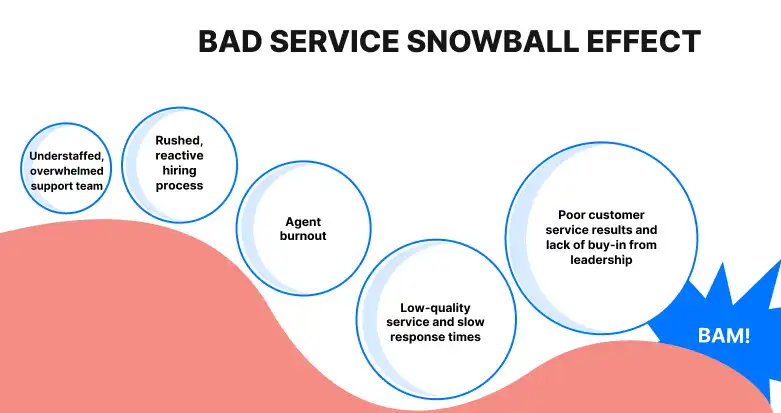 BAD SERVICE SNOWBALL EFFECT
Understaffed,
overwhelmed
support team
Rushed,
reactive
hiring
process
Agent
burnout
Low-quality
service and slow
response times
Poor customer
service results and
lack of buy-in from
leadership
BAM!